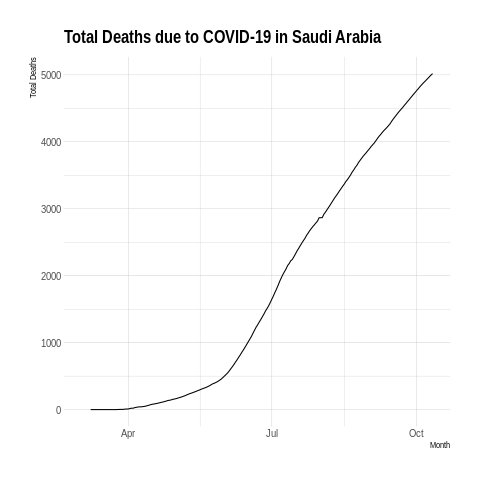 Total Deaths due to COVID-19 in Saudi Arabia
Total Deaths
5000
4000
3000
2000
1000
0
Apr
Jul
Oct
Month